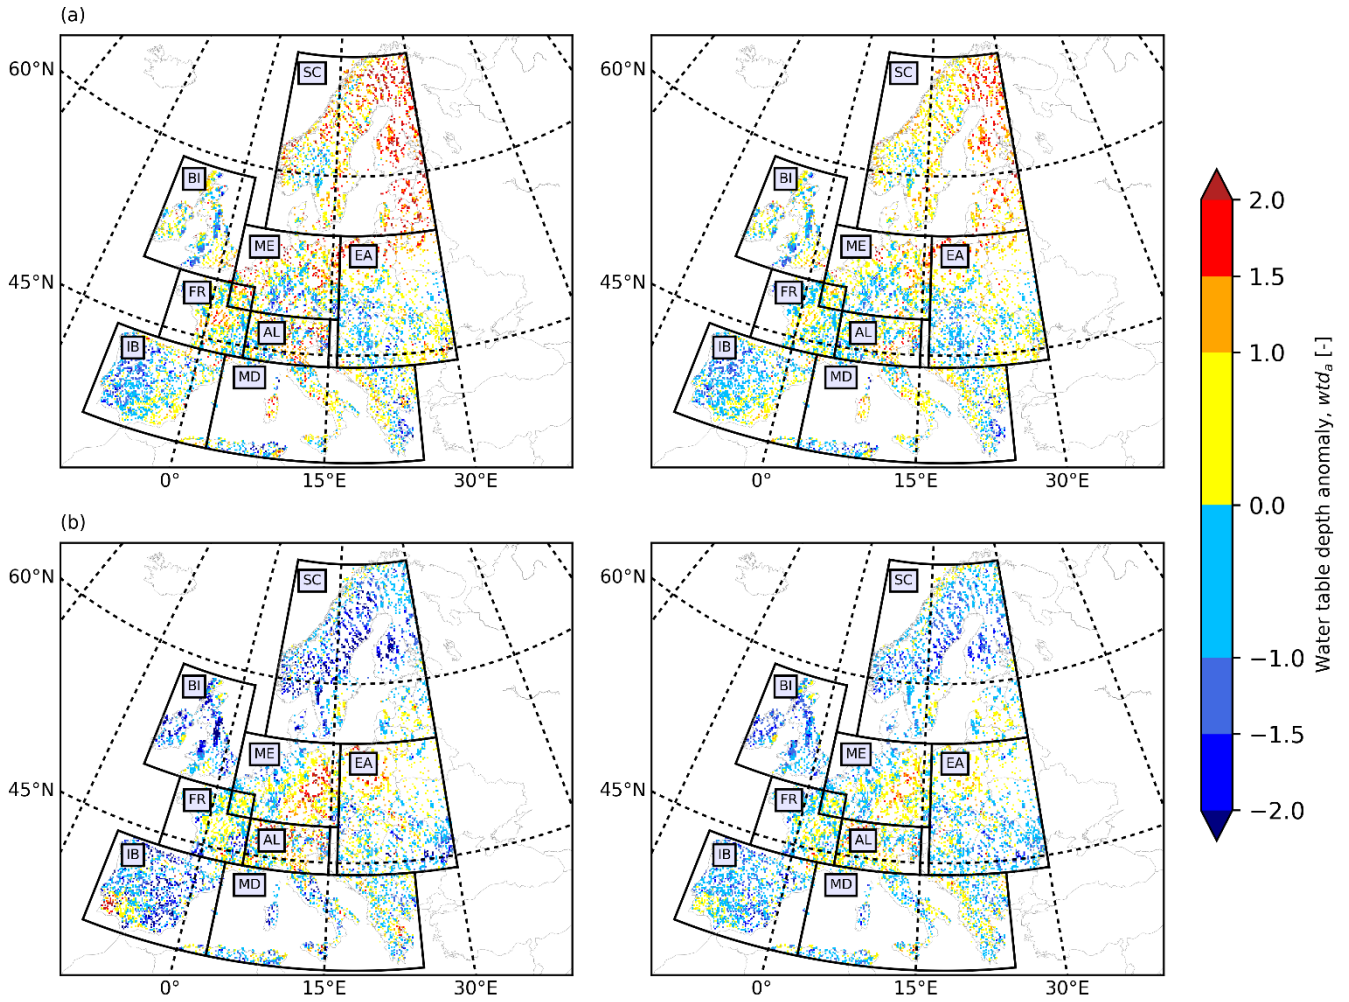 (a)
60°N
45°N
SC
BI
ME
EA
FR
AL
IB
MD
0°
15°E
30°E
60°N
45°N
SC
BI
ME
EA
FR
AL
IB
MD
0°
15°E
30°E
(b)
60°N
45°N
SC
BI
ME
EA
FR
AL
IB
MD
0°
15°E
30°E
60°N
45°N
SC
BI
ME
EA
FR
AL
IB
MD
0°
15°E
30°E
2.0
1.5
1.0
0.0
−1.0
−1.5
−2.0
Water table depth anomaly, wtdₐ [-]